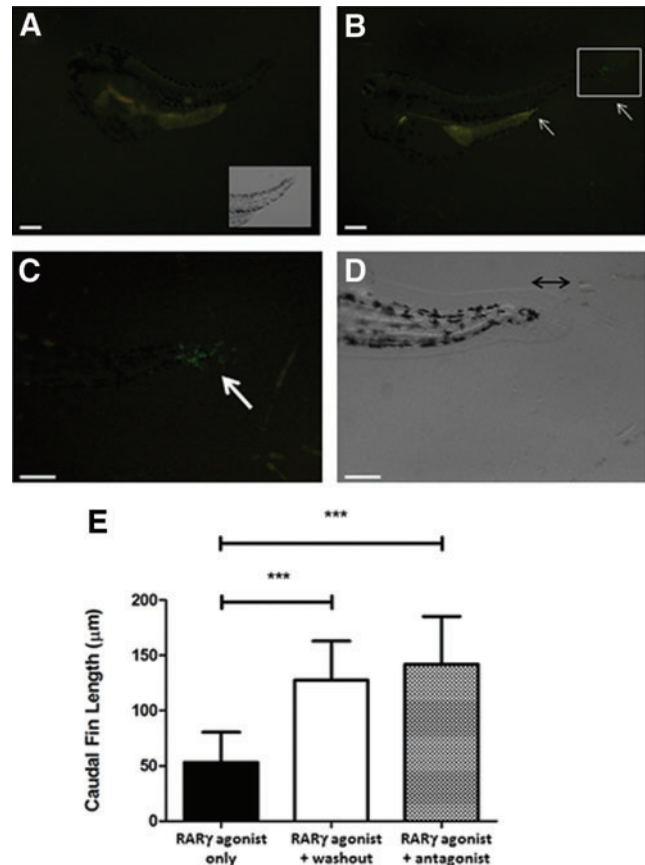 A
B
C
D
E
***
***
Caudal Fin Length (μm)
200
150
100
50
0
RARγ agonist only
RARγ agonist + washout
RARγ agonist + antagonist